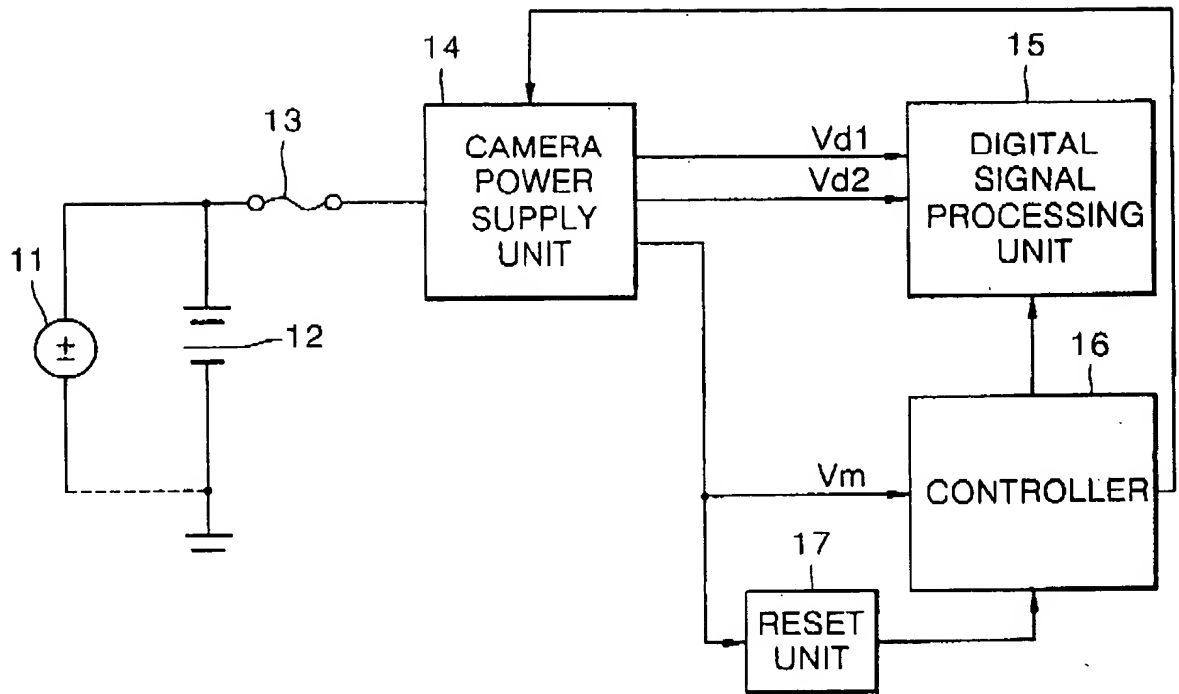 14
15
13
CAMERA
POWER
SUPPLY
UNIT
Vd1
Vd2
DIGITAL
SIGNAL
PROCESSING
UNIT
11
±
12
16
Vm
CONTROLLER
17
RESET
UNIT